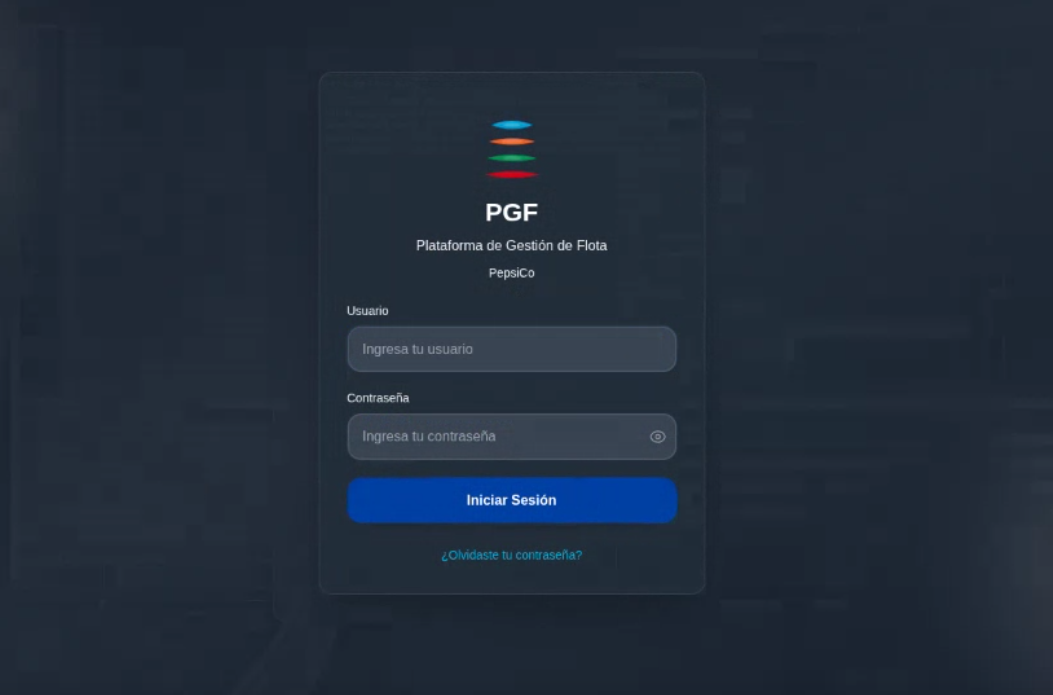 PGF
Plataforma de Gestión de Flota
PepsiCo
Usuario
Ingresa tu usuario
Contraseña
Ingresa tu contraseña
Iniciar Sesión
¿Olvidaste tu contraseña?